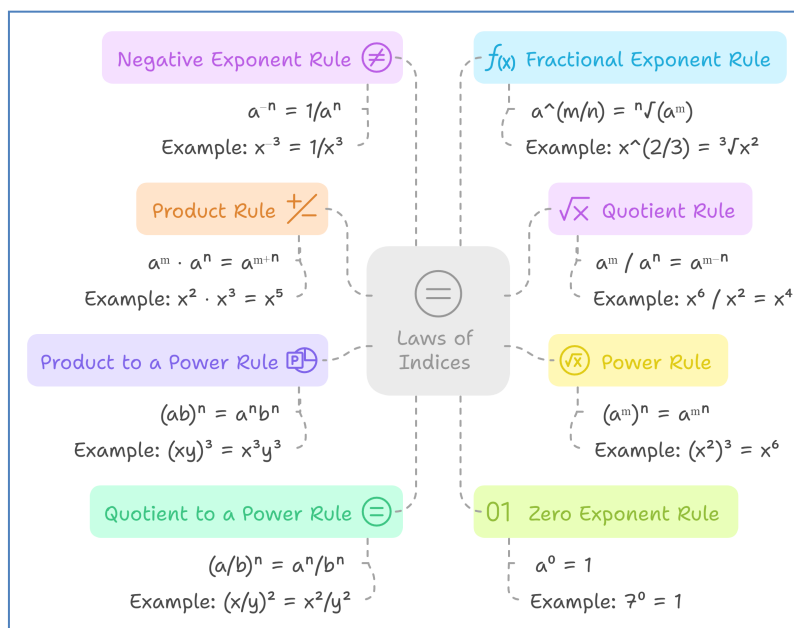 Negative Exponent Rule ≠
a⁻ⁿ = 1/aⁿ
Example: x⁻³ = 1/x³
f(x) Fractional Exponent Rule
a^(m/n) = ⁿ√(aᵐ)
Example: x^(2/3) = ³√x²
Product Rule +/−
aᵐ · aⁿ = aᵐ⁺ⁿ
Example: x² · x³ = x⁵
√x Quotient Rule
aᵐ / aⁿ = aᵐ⁻ⁿ
Example: x⁶ / x² = x⁴
=
Laws of
Indices
Product to a Power Rule P
(ab)ⁿ = aⁿbⁿ
Example: (xy)³ = x³y³
√x Power Rule
(aᵐ)ⁿ = aᵐⁿ
Example: (x²)³ = x⁶
Quotient to a Power Rule =
(a/b)ⁿ = aⁿ/bⁿ
Example: (x/y)² = x²/y²
01 Zero Exponent Rule
a⁰ = 1
Example: 7⁰ = 1